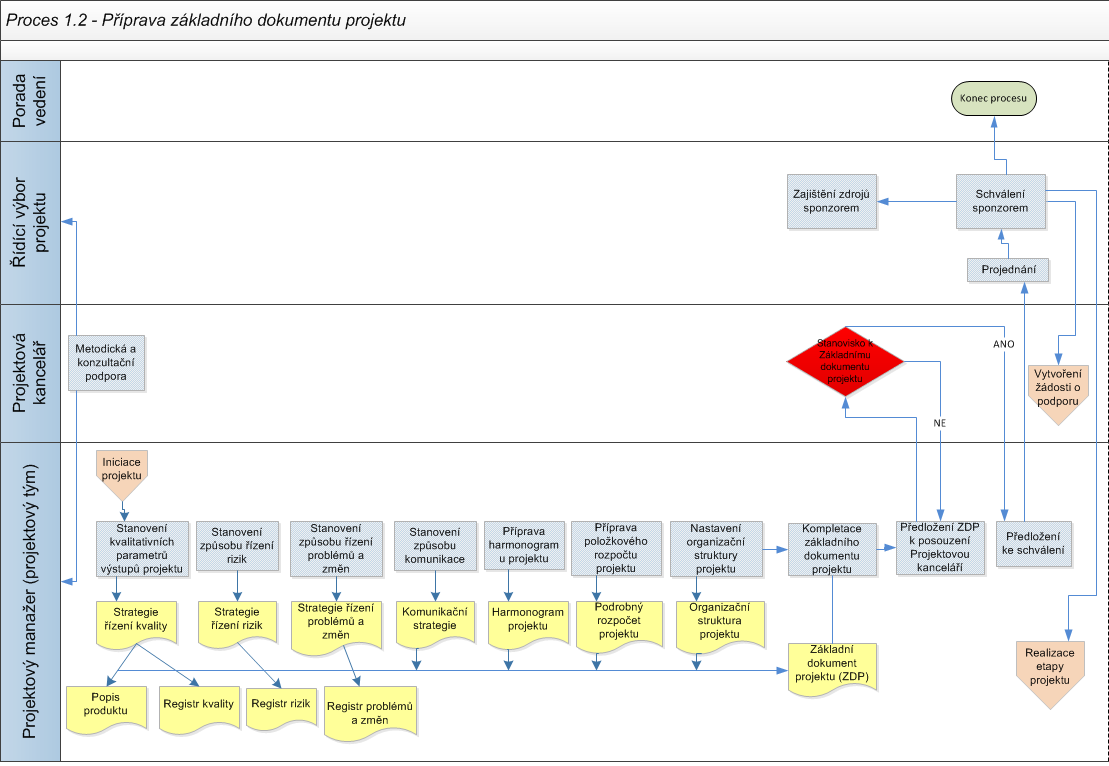 Proces 1.2 - Příprava základního dokumentu projektu
Porada
vedení
Konec procesu
Řídící výbor
projektu
Zajištění zdrojů
sponzorem
Schválení
sponzorem
Projednání
Projektová
kancelář
Metodická a
konzultační
podpora
Stanovisko k
Základnímu
dokumentu
projektu
ANO
NE
Vytvoření
žádosti o
podporu
Projektový manažer (projektový tým)
Iniciace
projektu
Stanovení
kvalitativních
parametrů
výstupů projektu
Stanovení
způsobu řízení
rizik
Stanovení
způsobu řízení
problémů a
změn
Stanovení
způsobu
komunikace
Příprava
harmonogram
u projektu
Příprava
položkového
rozpočtu
projektu
Nastavení
organizační
struktury
projektu
Kompletace
základního
dokumentu
projektu
Předložení ZDP
k posouzení
Projektovou
kanceláří
Předložení
ke schválení
Strategie
řízení kvality
Strategie
řízení rizik
Strategie řízení
problémů a
změn
Komunikační
strategie
Harmonogram
projektu
Podrobný
rozpočet
projektu
Organizační
struktura
projektu
Základní
dokument
projektu (ZDP)
Realizace
etapy
projektu
Popis
produktu
Registr kvality
Registr rizik
Registr problémů
a změn